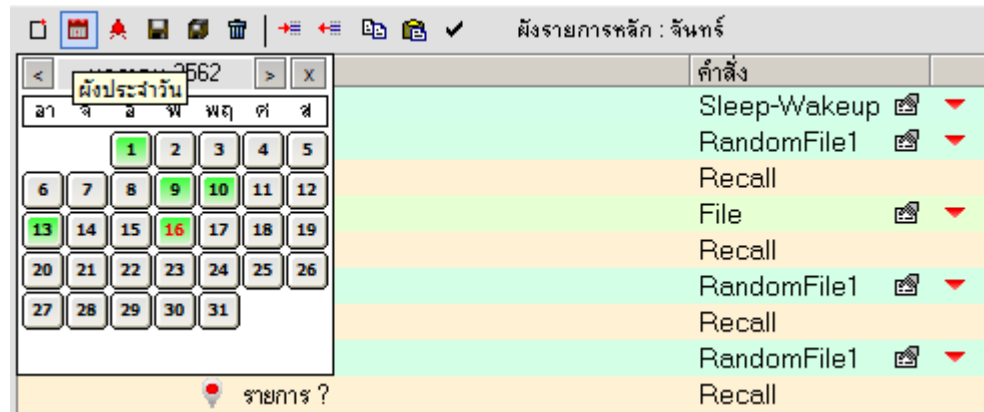 ผังรายการหลัก : จันทร์
< 2562 > x
คำสั่ง
ผังประจำวัน
อา จ อ พ พฤ ศ ส
Sleep-Wakeup
1 2 3 4 5
RandomFile1
6 7 8 9 10 11 12
Recall
13 14 15 16 17 18 19
File
20 21 22 23 24 25 26
Recall
27 28 29 30 31
RandomFile1
Recall
RandomFile1
รายการ ?
Recall